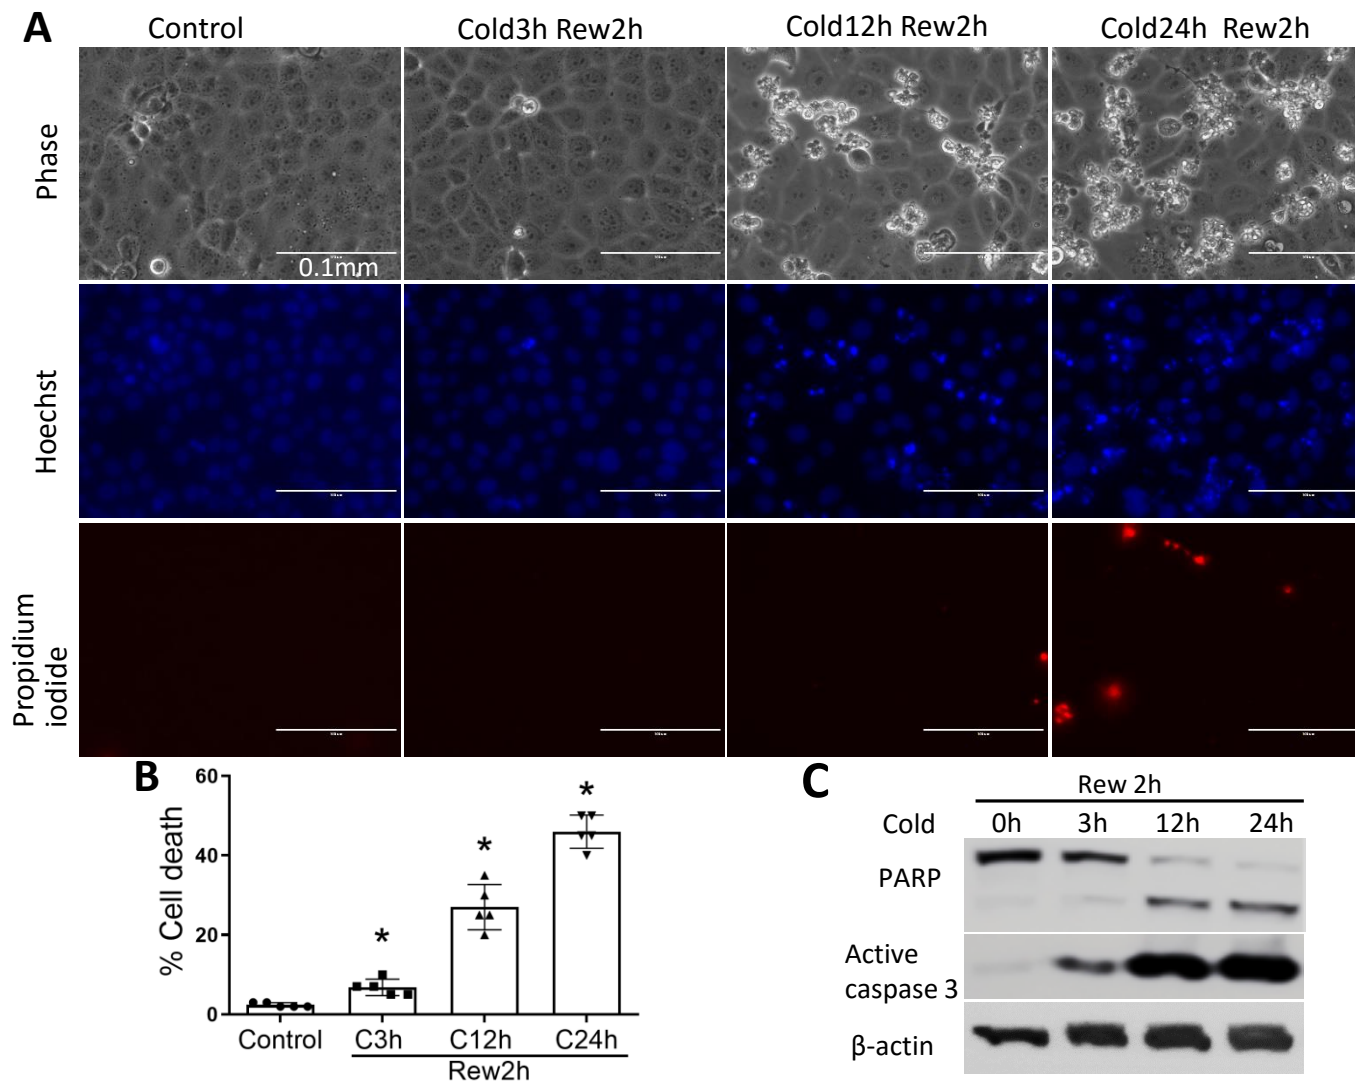 A
Control
Cold3h Rew2h
Cold12h Rew2h
Cold24h Rew2h
Phase
0.1mm
Hoechst
Propidium
iodide
B
% Cell death
60
40
20
0
*
*
*
Control
C3h
C12h
C24h
Rew2h
C
Rew 2h
Cold
0h
3h
12h
24h
PARP
Active
caspase 3
β-actin